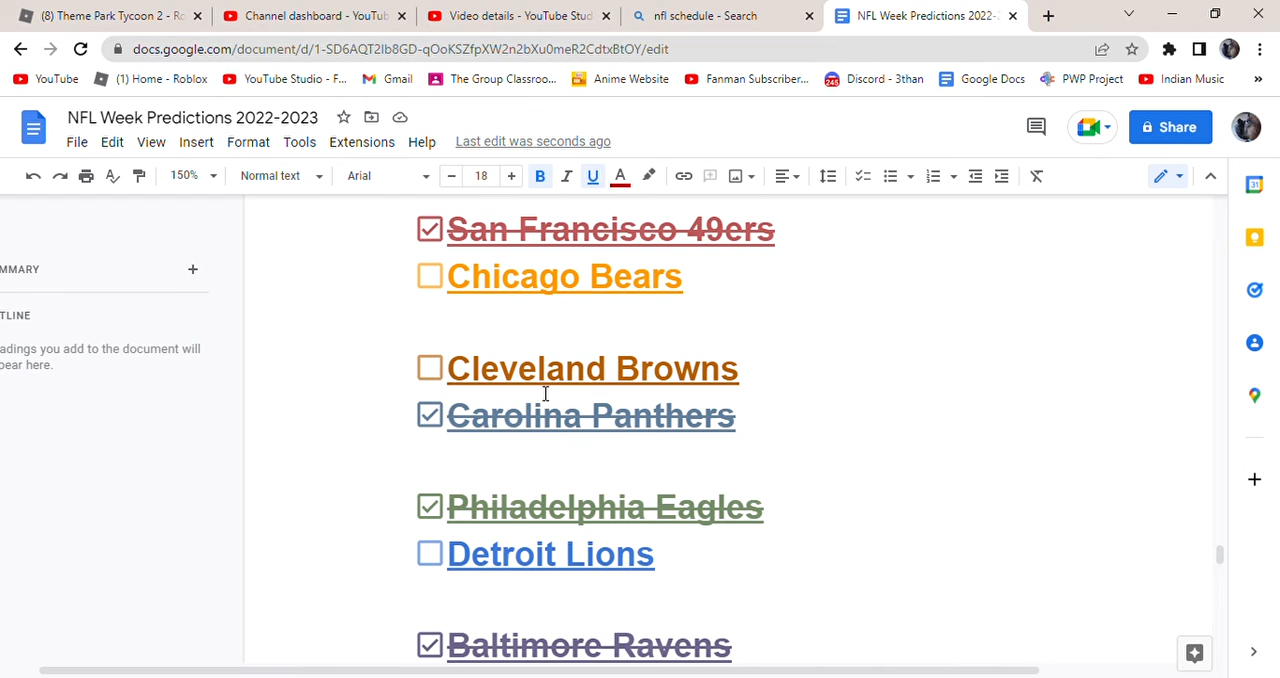 (8) Theme Park Tycoon 2 - Ro
Channel dashboard - YouTub
Video details - YouTube Stud
nfl schedule - Search
NFL Week Predictions 2022-2
docs.google.com/document/d/1-SD6AQT2Ib8GD-qOoKSZfpXW2n2bXu0meR2CdtxBtOY/edit
YouTube
(1) Home - Roblox
YouTube Studio - F...
Gmail
The Group Classroo...
Anime Website
Fanman Subscriber...
245
Discord - 3than
Google Docs
PWP Project
Indian Music
»
NFL Week Predictions 2022-2023
File Edit View Insert Format Tools Extensions Help Last edit was seconds ago
Share
150% Normal text Arial − 18 + B I U A
31
MMARY +
TLINE
adings you add to the document will
pear here.
San Francisco 49ers
Chicago Bears
Cleveland Browns
Carolina Panthers
Philadelphia Eagles
Detroit Lions
Baltimore Ravens